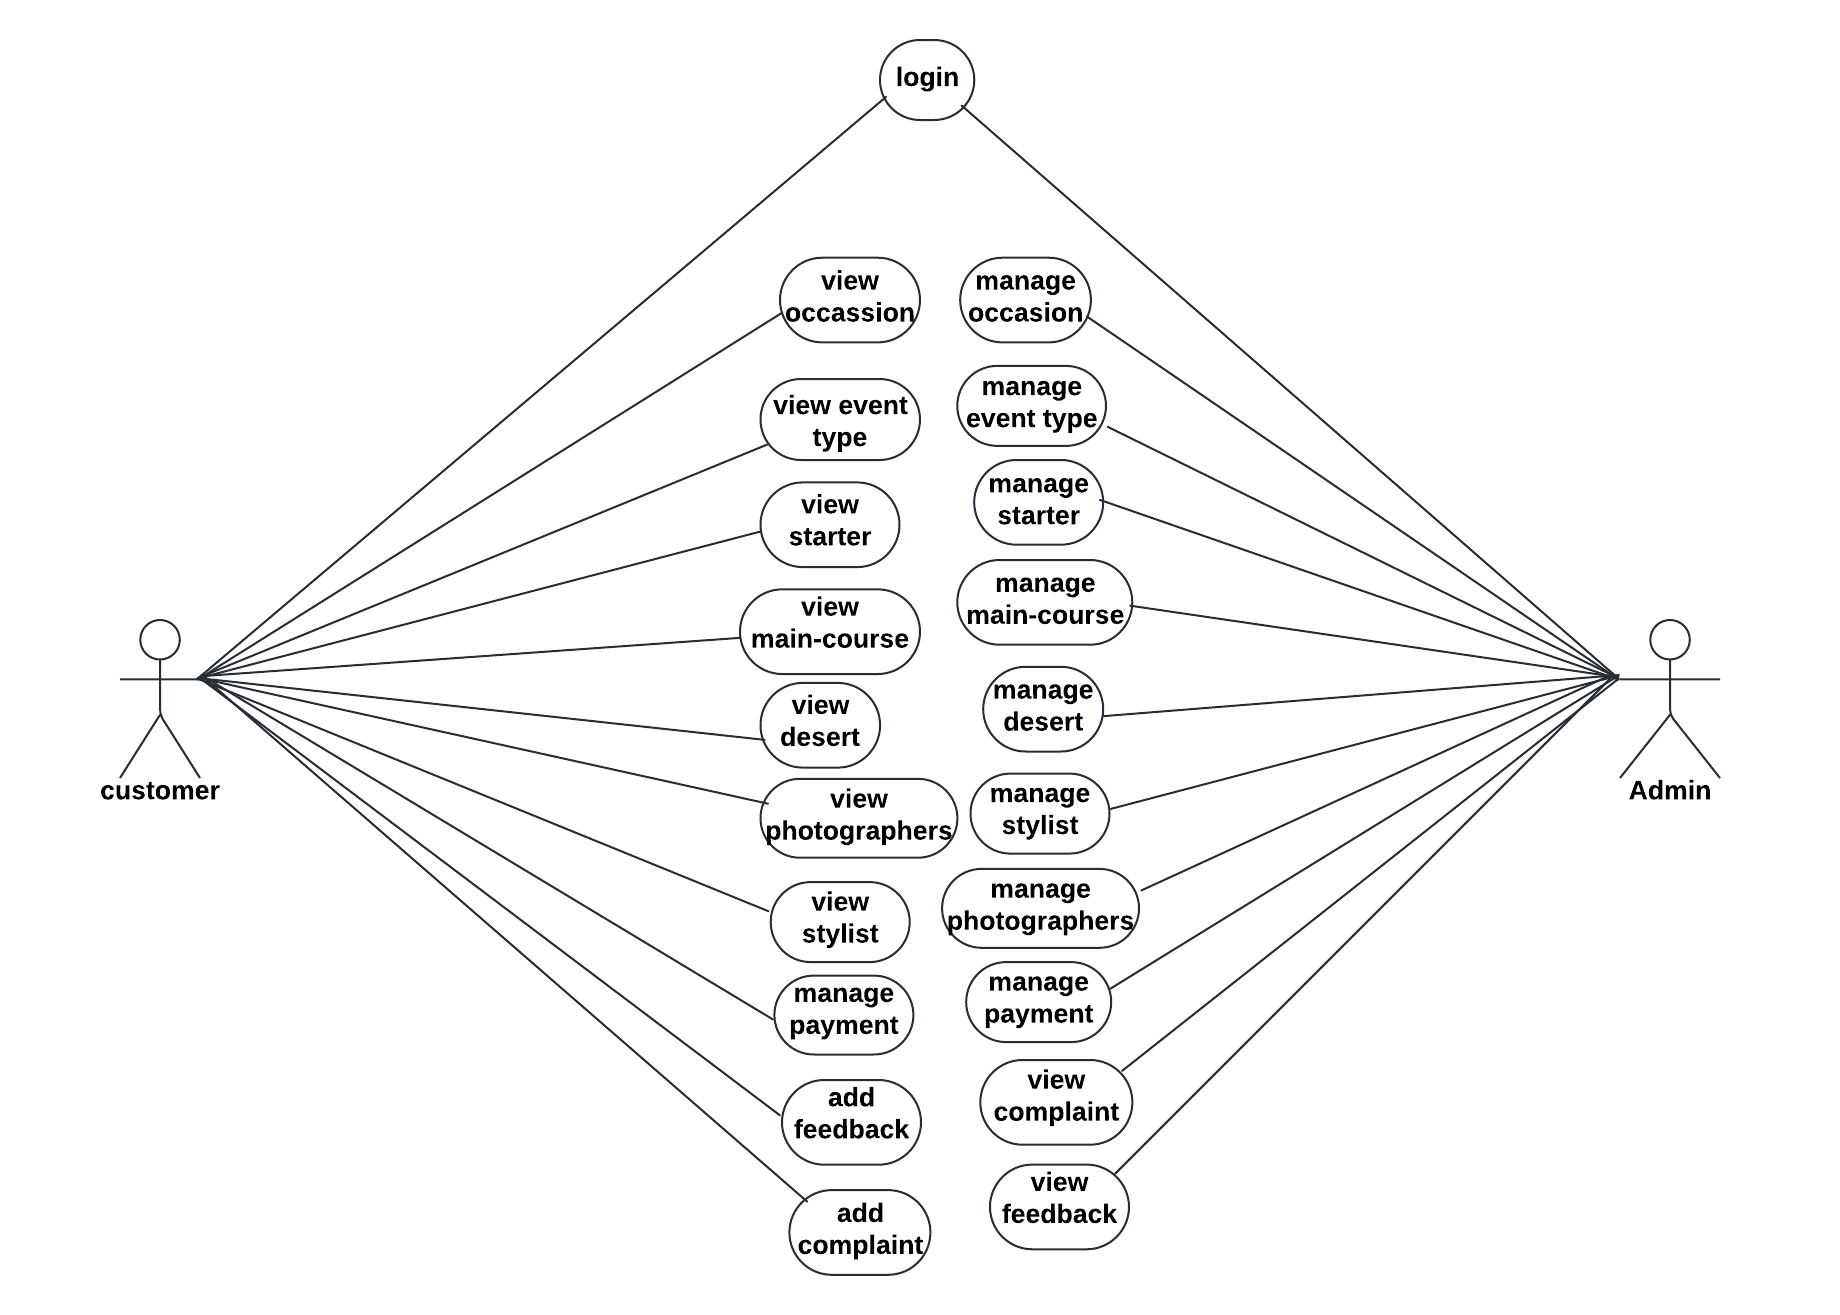 login
view
occassion
manage
occasion
view event
type
manage
event type
view
starter
manage
starter
view
main-course
manage
main-course
view
desert
manage
desert
customer
Admin
view
photographers
manage
stylist
view
stylist
manage
photographers
manage
payment
manage
payment
add
feedback
view
complaint
add
complaint
view
feedback